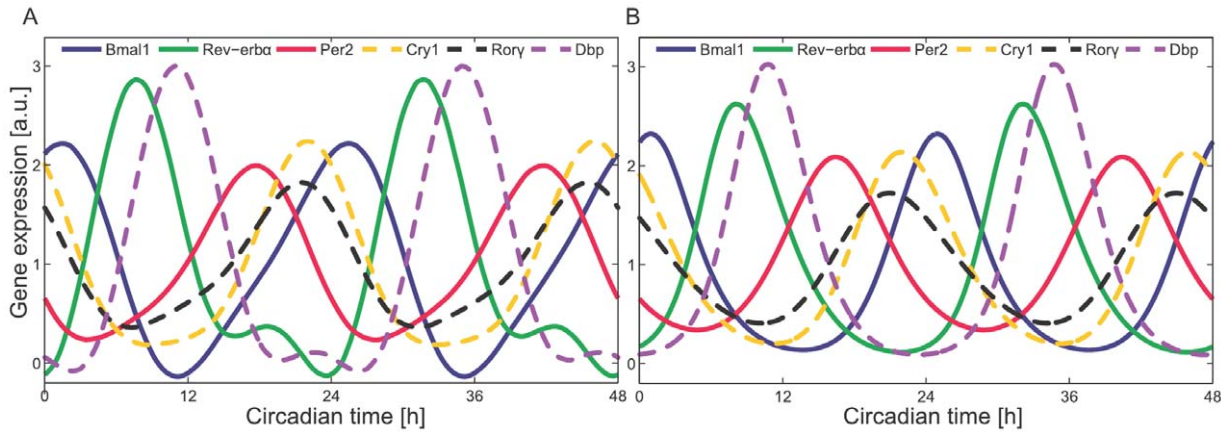 A
Bmal1 Rev-erbα Per2 Cry1 Rorγ Dbp
Gene expression [a.u.]
3
2
1
0
0 12 24 36 48
Circadian time [h]
B
Bmal1 Rev-erbα Per2 Cry1 Rorγ Dbp
3
2
1
0
12 24 36 48
Circadian time [h]